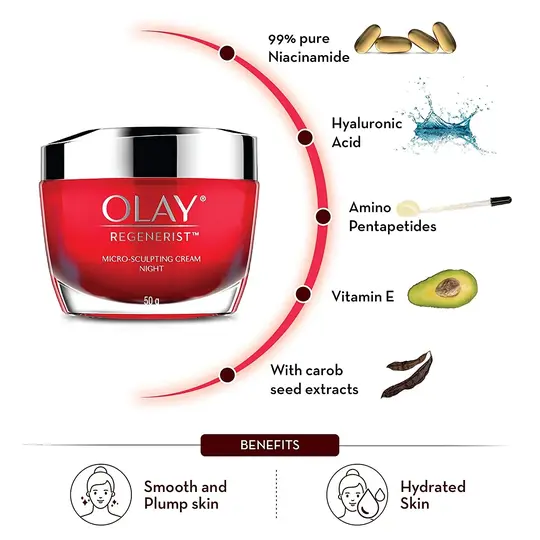 99% pure
Niacinamide
Hyaluronic
Acid
OLAY®
REGENERIST™
MICRO-SCULPTING CREAM
NIGHT
50g
Amino
Pentapetides
Vitamin E
With carob
seed extracts
BENEFITS
Smooth and
Plump skin
Hydrated
Skin